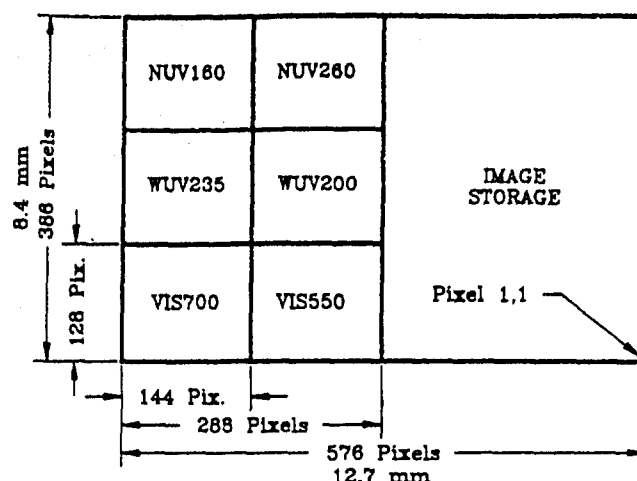 NUV160
NUV260
WUV235
WUV200
IMAGE
STORAGE
VIS700
VIS550
Pixel 1,1
8.4 mm
386 Pixels
128 Pix.
144 Pix.
288 Pixels
576 Pixels
12.7 mm